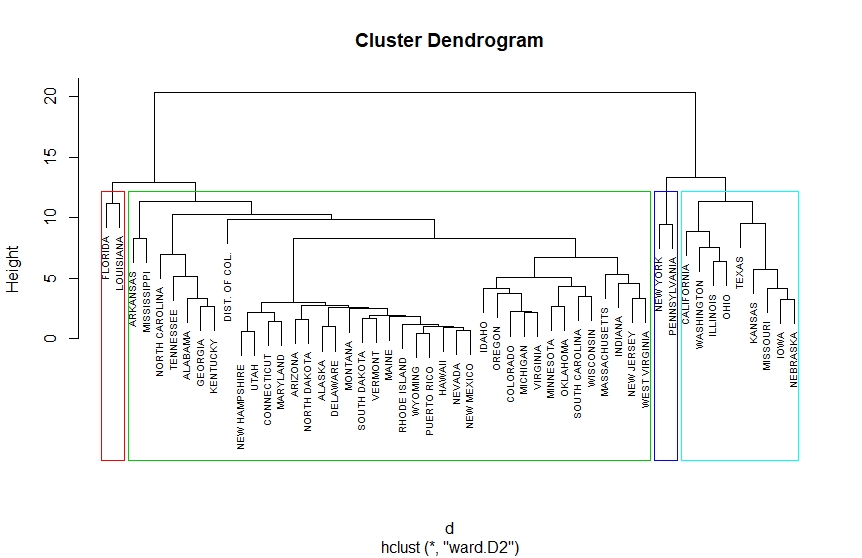 Cluster Dendrogram
Height
20
15
10
5
0
FLORIDA
LOUISIANA
ARKANSAS
MISSISSIPPI
NORTH CAROLINA
TENNESSEE
ALABAMA
GEORGIA
KENTUCKY
DIST. OF COL.
NEW HAMPSHIRE
UTAH
CONNECTICUT
MARYLAND
ARIZONA
NORTH DAKOTA
ALASKA
DELAWARE
MONTANA
SOUTH DAKOTA
VERMONT
MAINE
RHODE ISLAND
WYOMING
PUERTO RICO
HAWAII
NEVADA
NEW MEXICO
IDAHO
OREGON
COLORADO
MICHIGAN
VIRGINIA
MINNESOTA
OKLAHOMA
SOUTH CAROLINA
WISCONSIN
MASSACHUSETTS
INDIANA
NEW JERSEY
WEST VIRGINIA
NEW YORK
PENNSYLVANIA
CALIFORNIA
WASHINGTON
ILLINOIS
OHIO
TEXAS
KANSAS
MISSOURI
IOWA
NEBRASKA
d
hclust (*, "ward.D2")